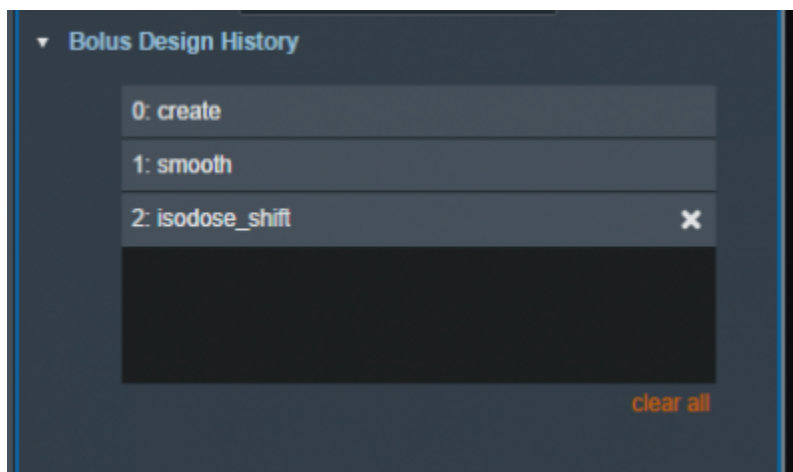 Bolus Design History
0: create
1: smooth
2: isodose_shift
clear all